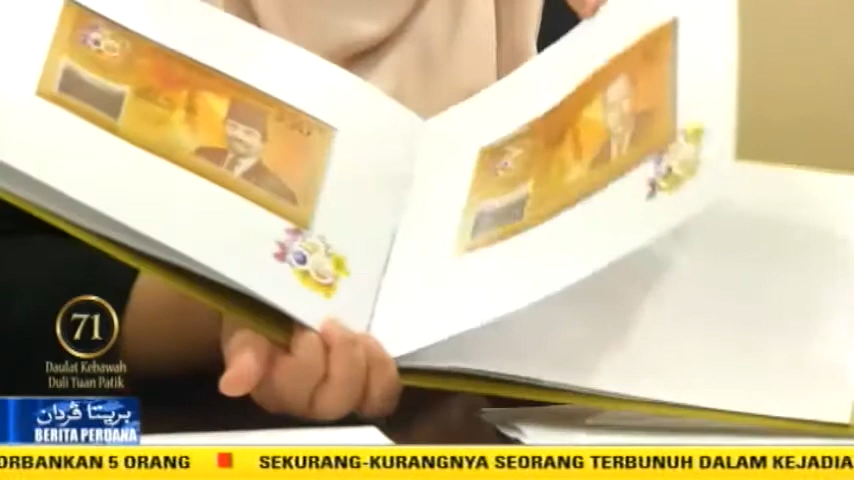 71
Daulat Kebawah
Duli Tuan Patik
بريتا ڤردان
BERITA PERDANA
ORBANKAN 5 ORANG SEKURANG-KURANGNYA SEORANG TERBUNUH DALAM KEJADIA